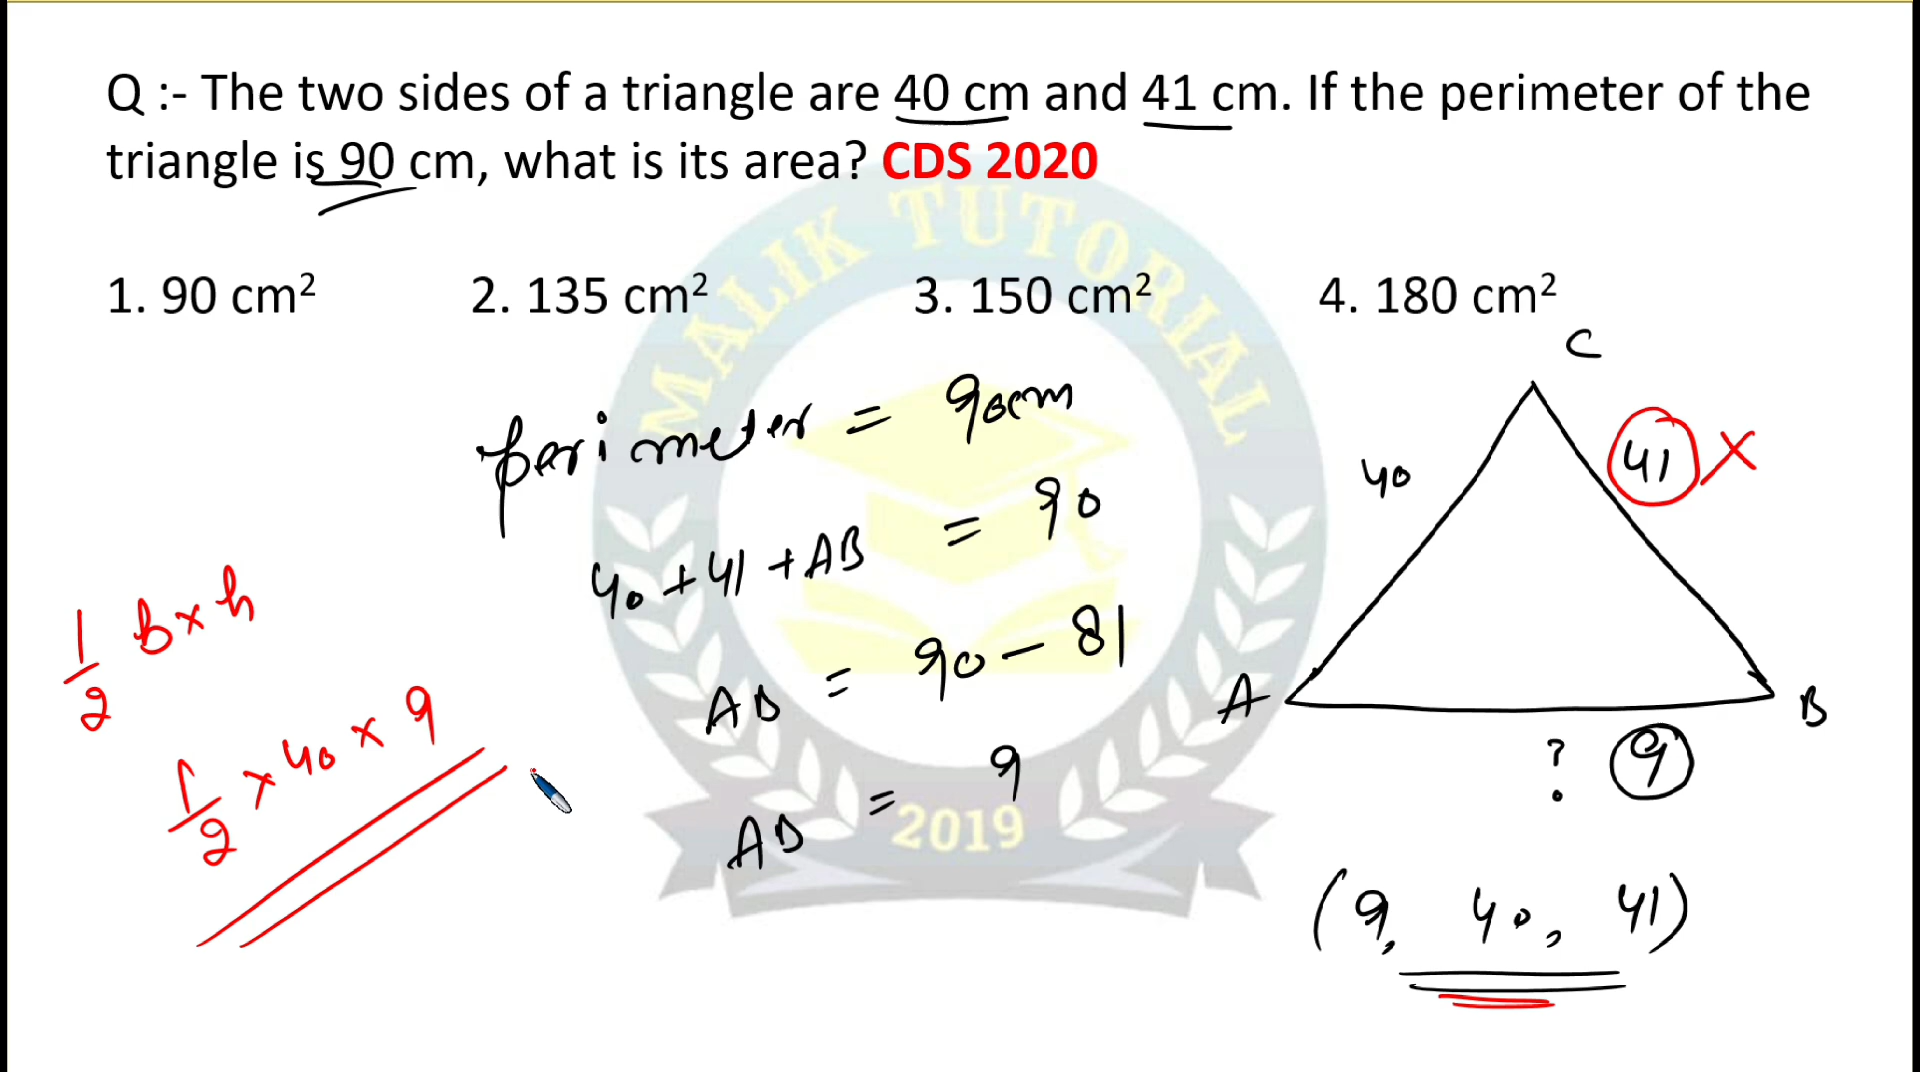 Q :- The two sides of a triangle are 40 cm and 41 cm. If the perimeter of the
triangle is 90 cm, what is its area? CDS 2020
1. 90 cm² 2. 135 cm² 3. 150 cm² 4. 180 cm²
MALIK TUTORIAL
2019
perimeter = 90cm
40 + 41 + AB = 90
AB = 90 - 81
AB = 9
1/2 b x h
1/2 x 40 x 9
C
40
41 X
A
B
? 9
(9, 40, 41)